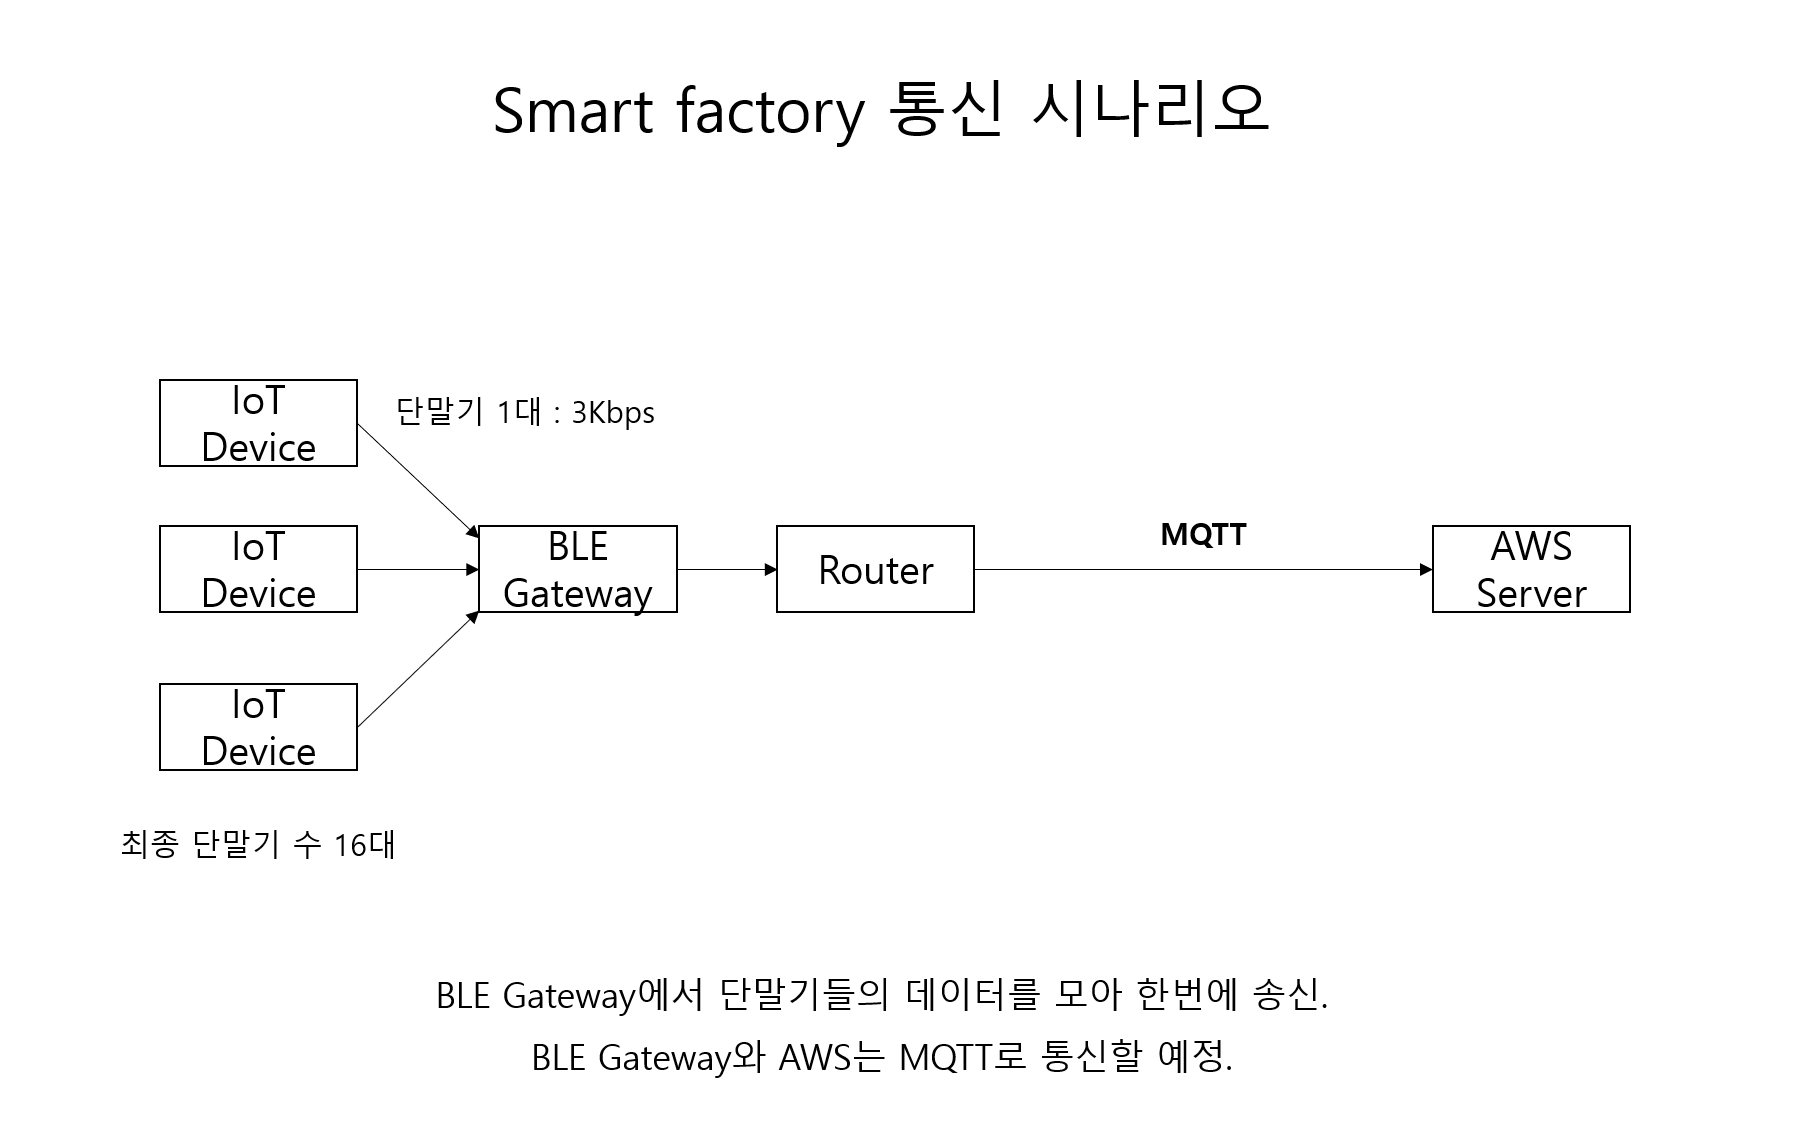 Smart factory 통신 시나리오
IoT
Device
단말기 1대 : 3Kbps
IoT
Device
BLE
Gateway
Router
MQTT
AWS
Server
IoT
Device
최종 단말기 수 16대
BLE Gateway에서 단말기들의 데이터를 모아 한번에 송신.
BLE Gateway와 AWS는 MQTT로 통신할 예정.